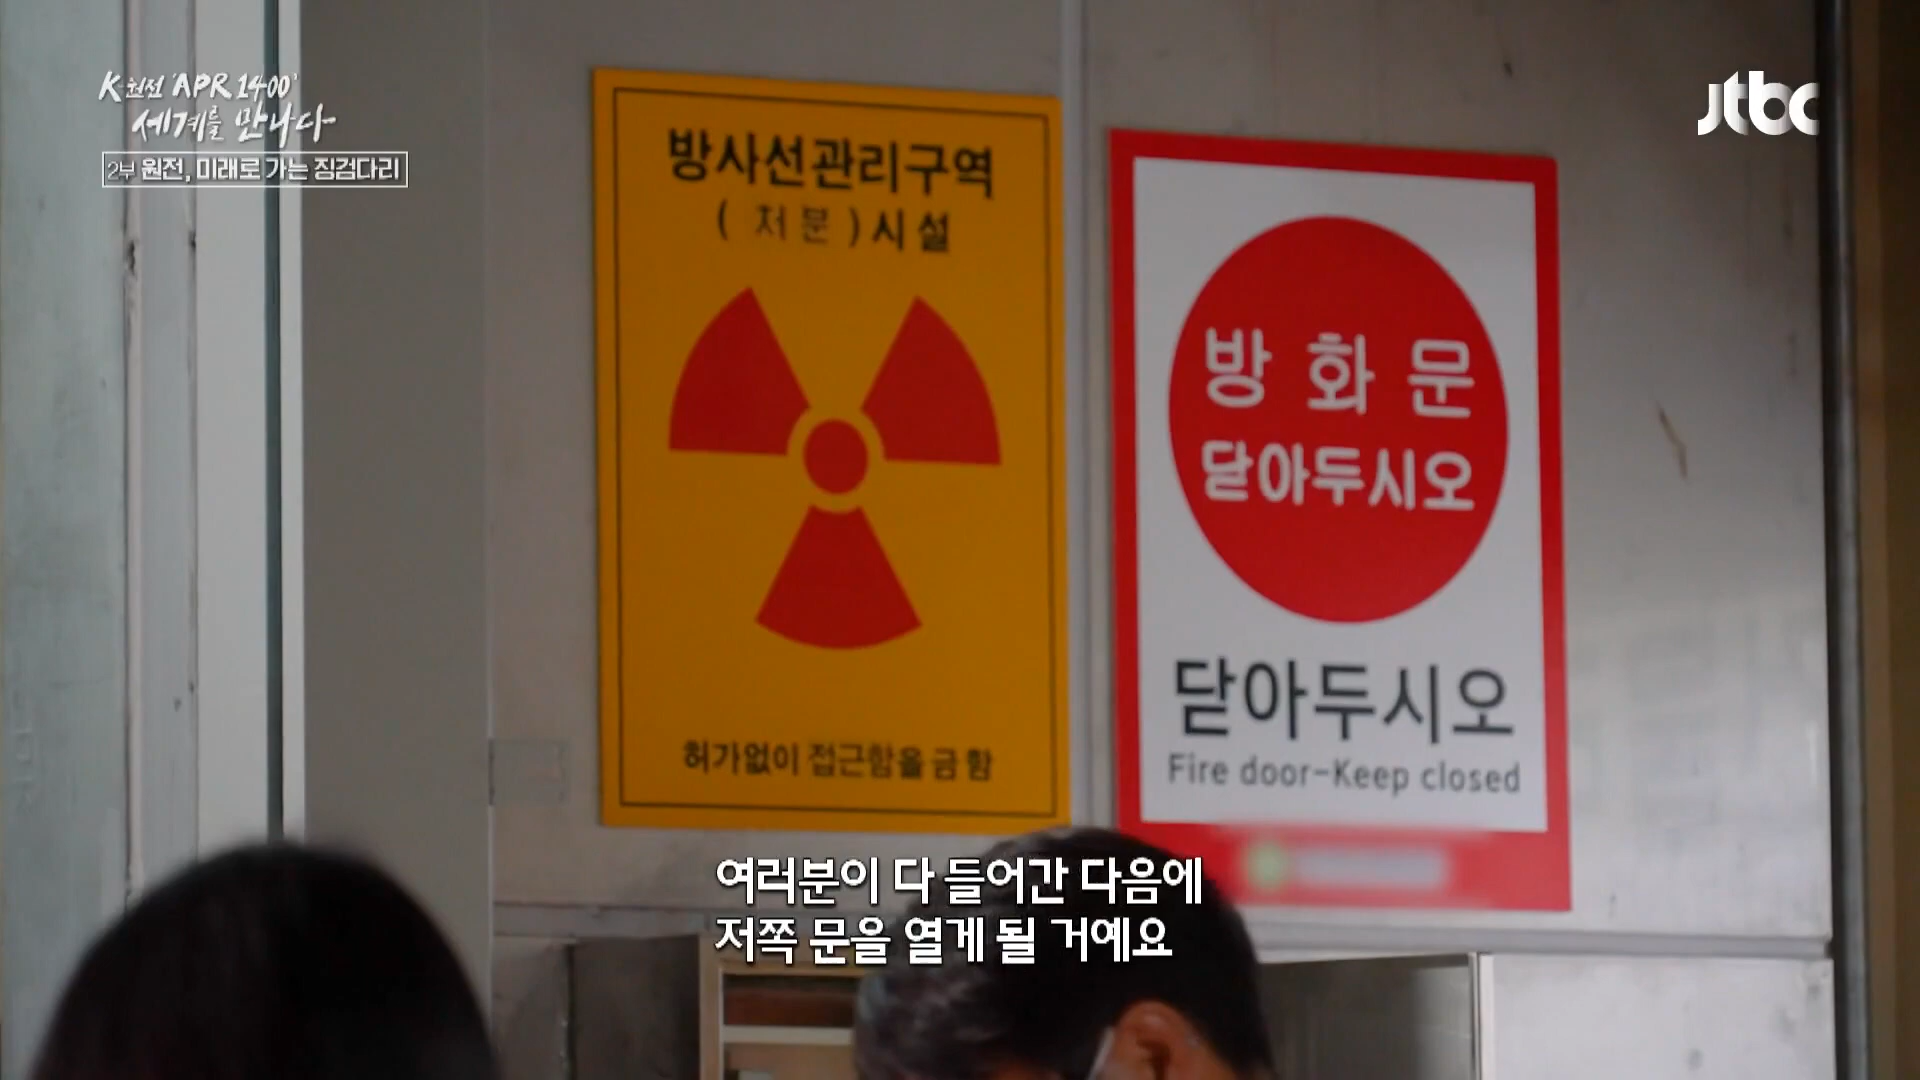 K-원전 'APR 1400'
세계를 만나다
2부 원전, 미래로 가는 징검다리
jtbc
방사선관리구역
( 처분 ) 시설
허가없이 접근함을 금함
방 화 문
닫아두시오
닫아두시오
Fire door-Keep closed
여러분이 다 들어간 다음에
저쪽 문을 열게 될 거예요